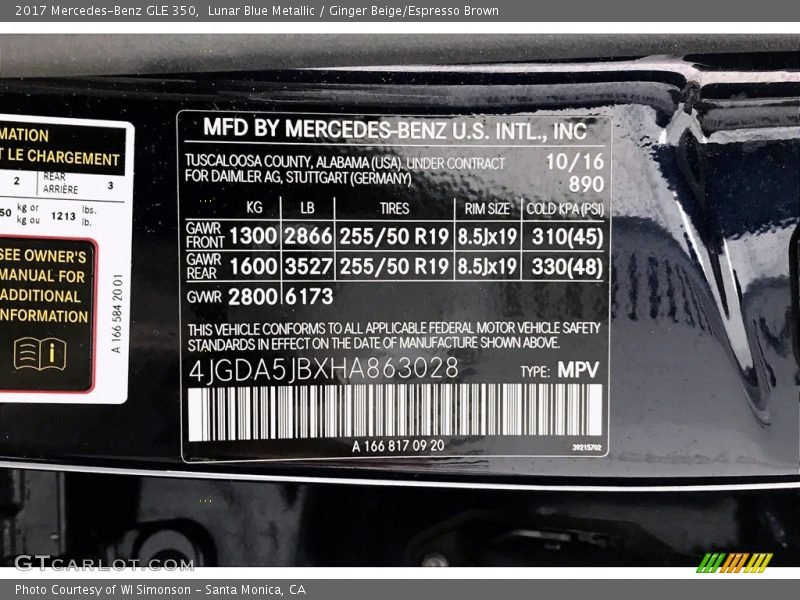 2017 Mercedes-Benz GLE 350,  Lunar Blue Metallic / Ginger Beige/Espresso Brown
MATION
T LE CHARGEMENT
2 REAR ARRIÈRE 3
50 kg or kg ou 1213 lbs. lb.
SEE OWNER'S
MANUAL FOR
ADDITIONAL
NFORMATION
A 166 584 20 01
MFD BY MERCEDES-BENZ U.S. INTL., INC
TUSCALOOSA COUNTY, ALABAMA (USA). UNDER CONTRACT 10/16
FOR DAIMLER AG, STUTTGART (GERMANY) 890
KG LB TIRES RIM SIZE COLD KPA (PSI)
GAWR FRONT 1300 2866 255/50 R19 8.5Jx19 310(45)
GAWR REAR 1600 3527 255/50 R19 8.5Jx19 330(48)
GWR 2800 6173
THIS VEHICLE CONFORMS TO ALL APPLICABLE FEDERAL MOTOR VEHICLE SAFETY
STANDARDS IN EFFECT ON THE DATE OF MANUFACTURE SHOWN ABOVE.
4JGDA5JBXHA863028 TYPE: MPV
A 166 817 09 20 39215702
GTCARLOT.COM
Photo Courtesy of WI Simonson - Santa Monica, CA